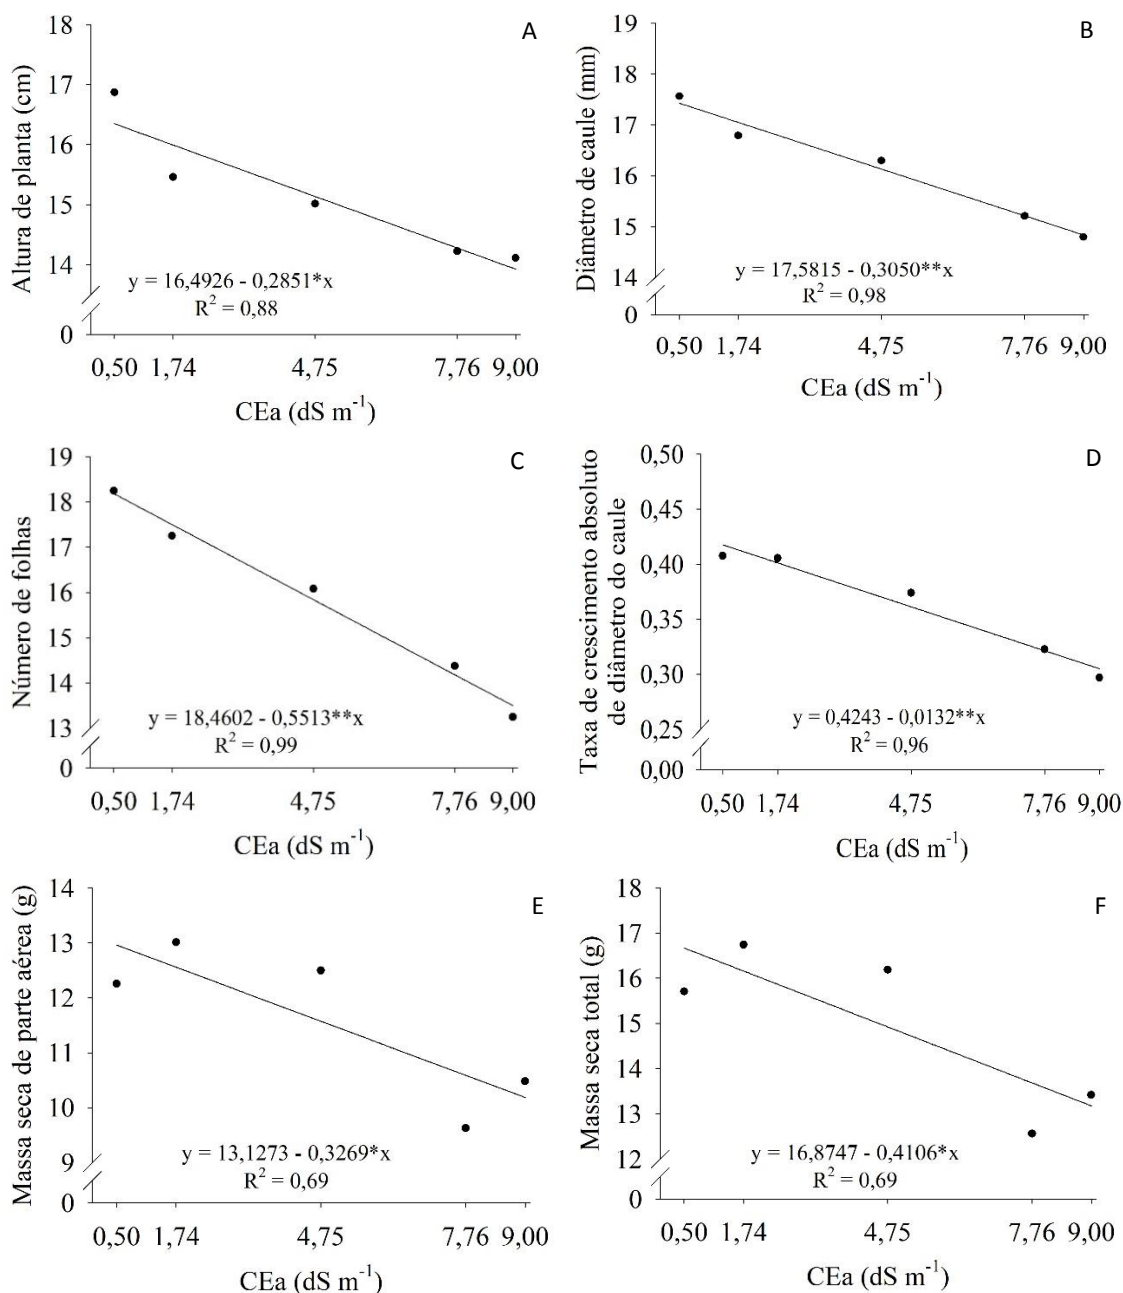 A
Altura de planta (cm)
18
17
16
15
14
0
y = 16,4926 - 0,2851*x
R² = 0,88
0,50 1,74 4,75 7,76 9,00
CEa (dS m⁻¹)
B
Diâmetro de caule (mm)
19
18
17
16
15
14
0
y = 17,5815 - 0,3050**x
R² = 0,98
0,50 1,74 4,75 7,76 9,00
CEa (dS m⁻¹)
C
Número de folhas
19
18
17
16
15
14
13
0
y = 18,4602 - 0,5513**x
R² = 0,99
0,50 1,74 4,75 7,76 9,00
CEa (dS m⁻¹)
D
Taxa de crescimento absoluto
de diâmetro do caule
0,50
0,45
0,40
0,35
0,30
0,25
0,00
y = 0,4243 - 0,0132**x
R² = 0,96
0,50 1,74 4,75 7,76 9,00
CEa (dS m⁻¹)
E
Massa seca de parte aérea (g)
14
13
12
11
10
9
0
y = 13,1273 - 0,3269*x
R² = 0,69
0,50 1,74 4,75 7,76 9,00
CEa (dS m⁻¹)
F
Massa seca total (g)
18
17
16
15
14
13
12
0
y = 16,8747 - 0,4106*x
R² = 0,69
0,50 1,74 4,75 7,76 9,00
CEa (dS m⁻¹)